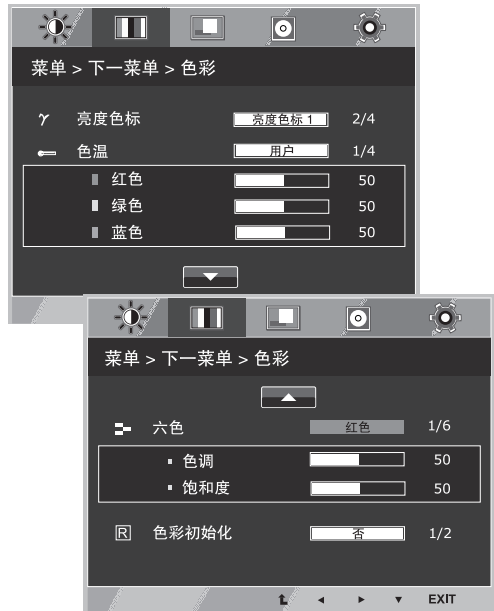 菜单 > 下一菜单 > 色彩
γ 亮度色标 亮度色标 1 2/4
色温 用户 1/4
红色 50
绿色 50
蓝色 50
菜单 > 下一菜单 > 色彩
六色 红色 1/6
色调 50
饱和度 50
R 色彩初始化 否 1/2
EXIT